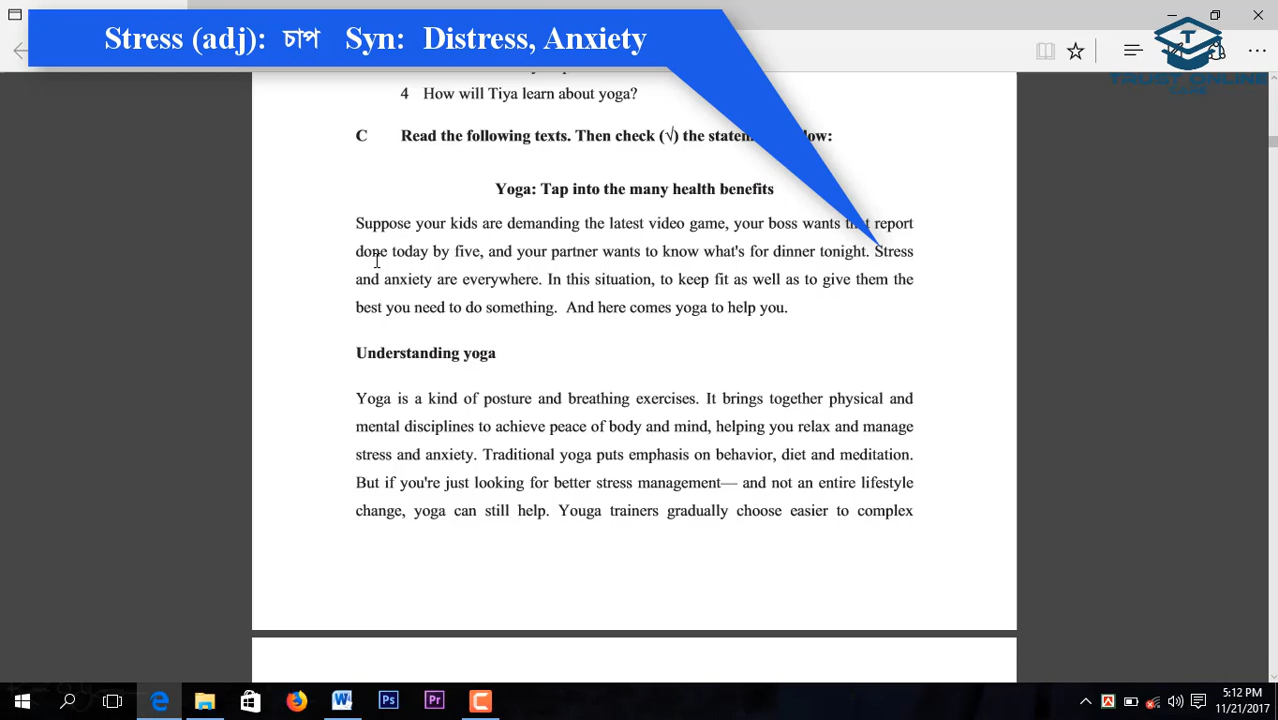 Stress (adj): চাপ Syn: Distress, Anxiety
TRUST ONLINE
CARE
4 How will Tiya learn about yoga?
C Read the following texts. Then check (√) the low:
Yoga: Tap into the many health benefits
Suppose your kids are demanding the latest video game, your boss wants that report
done today by five, and your partner wants to know what's for dinner tonight. Stress
and anxiety are everywhere. In this situation, to keep fit as well as to give them the
best you need to do something. And here comes yoga to help you.
Understanding yoga
Yoga is a kind of posture and breathing exercises. It brings together physical and
mental disciplines to achieve peace of body and mind, helping you relax and manage
stress and anxiety. Traditional yoga puts emphasis on behavior, diet and meditation.
But if you're just looking for better stress management— and not an entire lifestyle
change, yoga can still help. Youga trainers gradually choose easier to complex
5:12 PM
11/21/2017